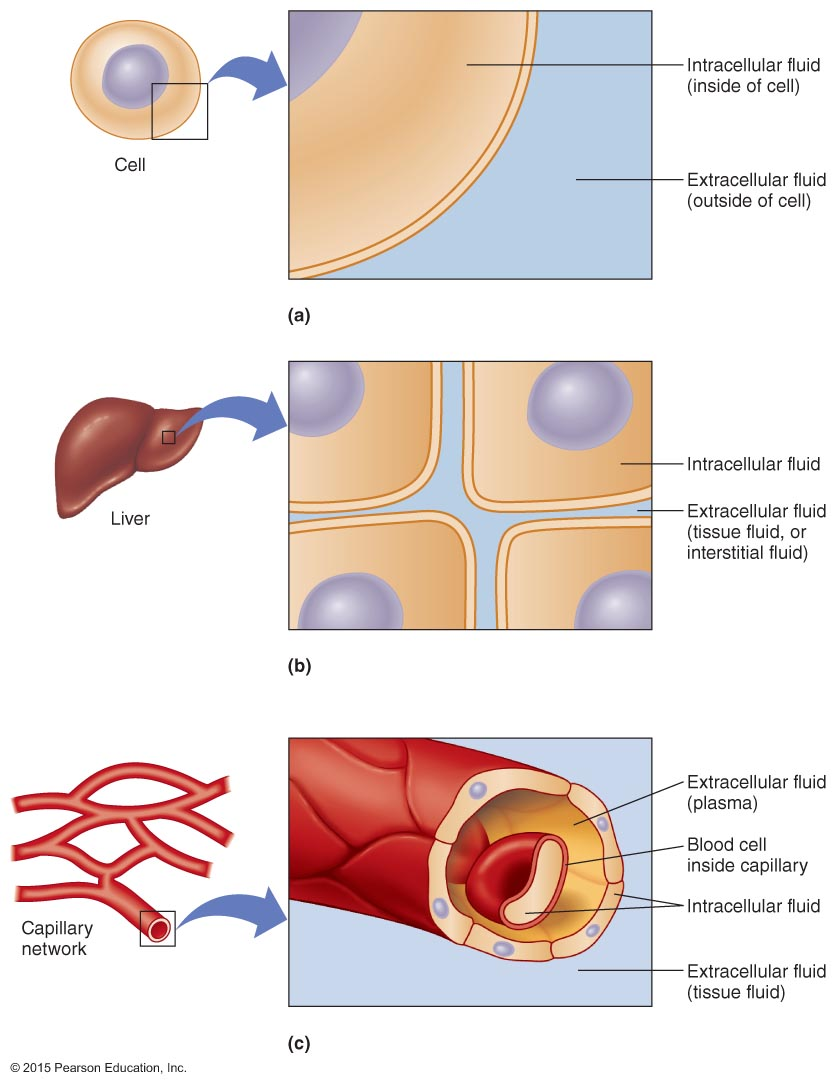 Cell
Intracellular fluid
(inside of cell)
Extracellular fluid
(outside of cell)
(a)
Liver
Intracellular fluid
Extracellular fluid
(tissue fluid, or
interstitial fluid)
(b)
Capillary
network
Extracellular fluid
(plasma)
Blood cell
inside capillary
Intracellular fluid
Extracellular fluid
(tissue fluid)
(c)
© 2015 Pearson Education, Inc.